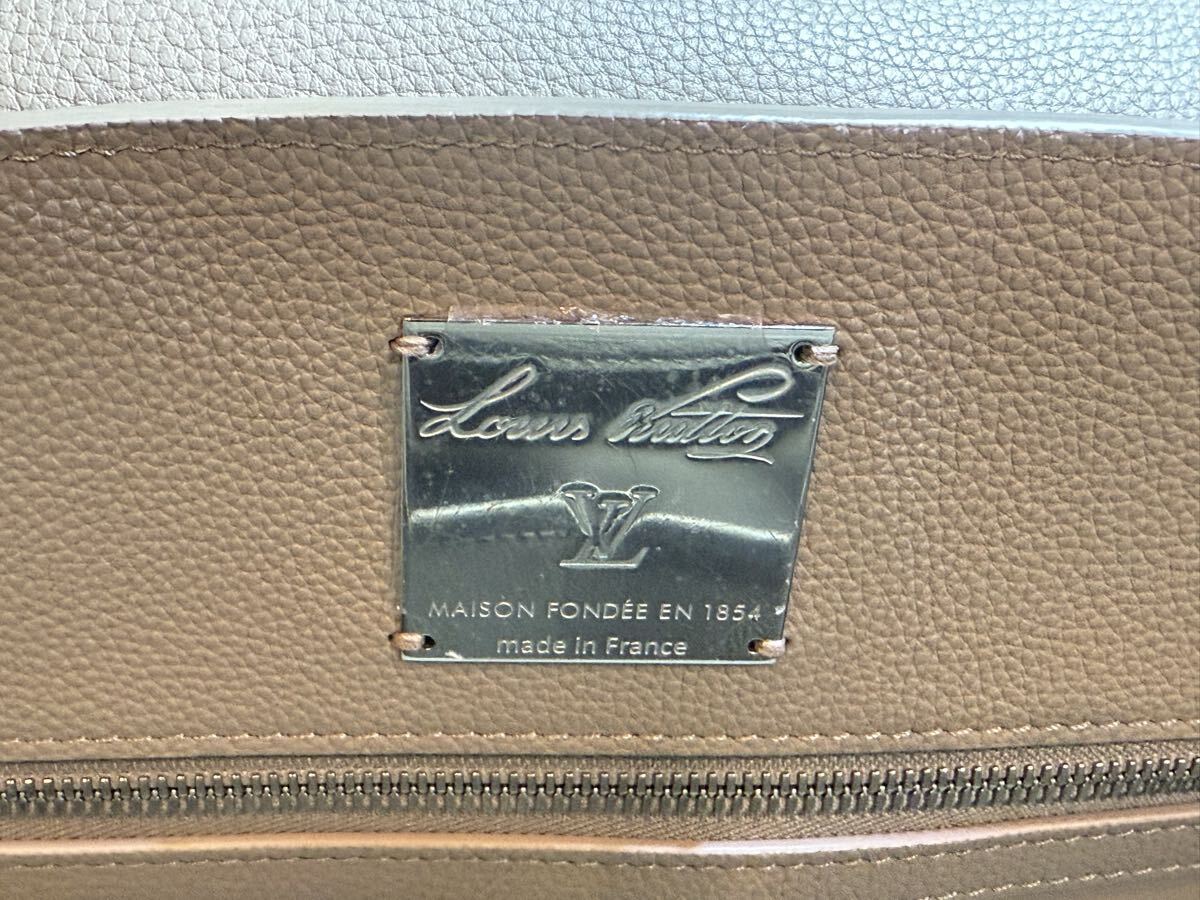 Louis Vuitton
LV
MAISON FONDÉE EN 1854
made in France